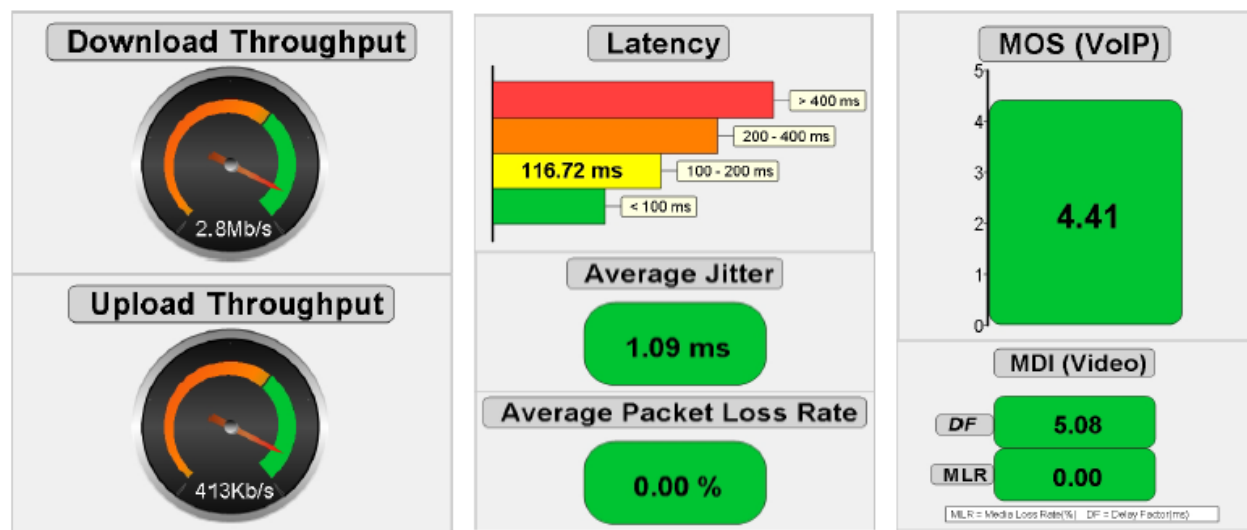 Download Throughput
2.8Mb/s
Upload Throughput
413Kb/s
Latency
> 400 ms
200 - 400 ms
116.72 ms
100 - 200 ms
< 100 ms
Average Jitter
1.09 ms
Average Packet Loss Rate
0.00 %
MOS (VoIP)
5
4
3
2
1
0
4.41
MDI (Video)
DF
5.08
MLR
0.00
MLR = Media Loss Rate(%) DF = Delay Factor(ms)